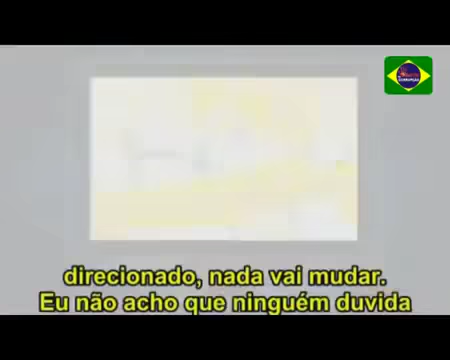 direcionado, nada vai mudar.
Eu não acho que ninguém duvida